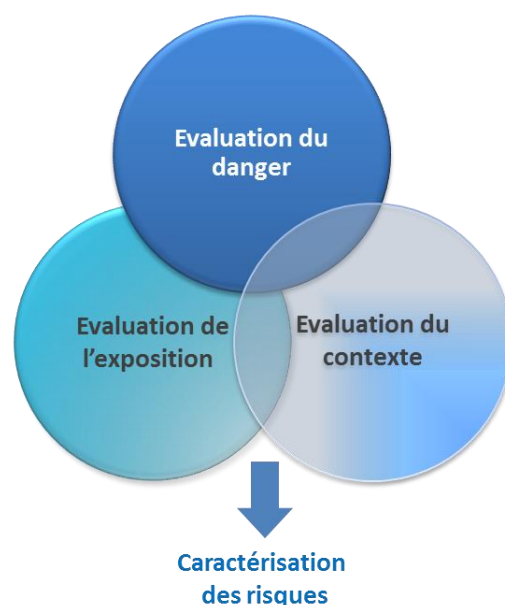 Evaluation du
danger
Evaluation de
l'exposition
Evaluation du
contexte
Caractérisation
des risques